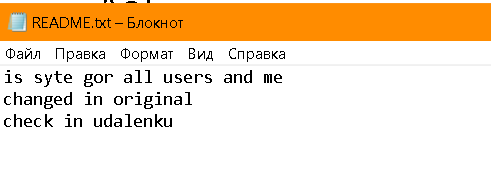 README.txt – Блокнот
Файл Правка Формат Вид Справка
is syte gor all users and me
changed in original
check in udalenku